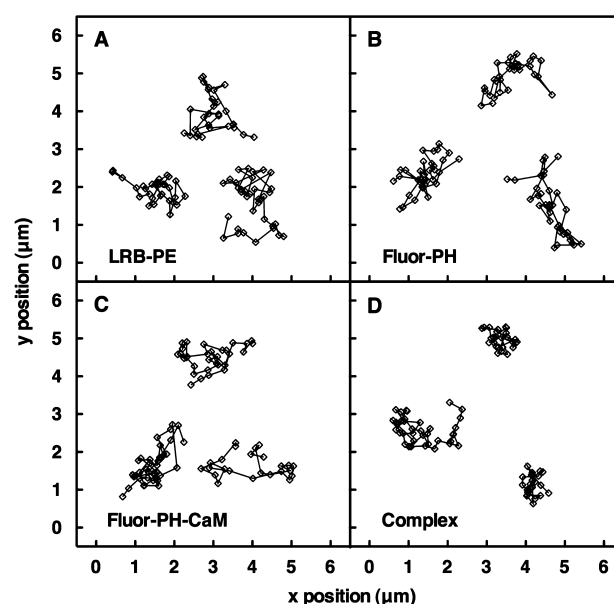 A
B
6
5
4
3
2
1
0
LRB-PE
Fluor-PH
y position (µm)
C
D
6
5
4
3
2
1
0
Fluor-PH-CaM
Complex
0 1 2 3 4 5 6 0 1 2 3 4 5 6
x position (µm)